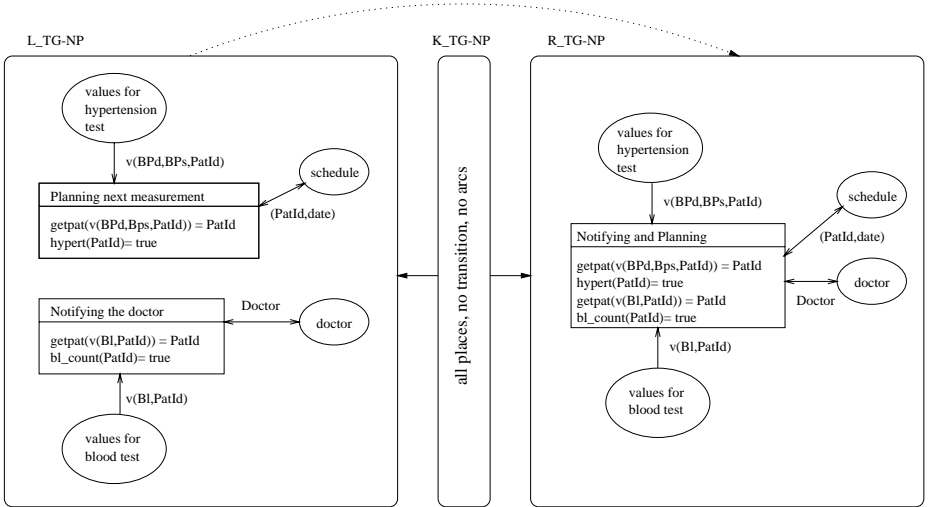 L_TG-NP
K_TG-NP
R_TG-NP
values for
hypertension
test
v(BPd,BPs,PatId)
schedule
Planning next measurement
(PatId,date)
getpat(v(BPd,Bps,PatId)) = PatId
hypert(PatId)= true
Notifying the doctor
Doctor
doctor
getpat(v(Bl,PatId)) = PatId
bl_count(PatId)= true
v(Bl,PatId)
values for
blood test
all places, no transition, no arcs
values for
hypertension
test
v(BPd,BPs,PatId)
schedule
Notifying and Planning
(PatId,date)
getpat(v(BPd,Bps,PatId)) = PatId
hypert(PatId)= true
getpat(v(Bl,PatId)) = PatId
bl_count(PatId)= true
doctor
Doctor
v(Bl,PatId)
values for
blood test